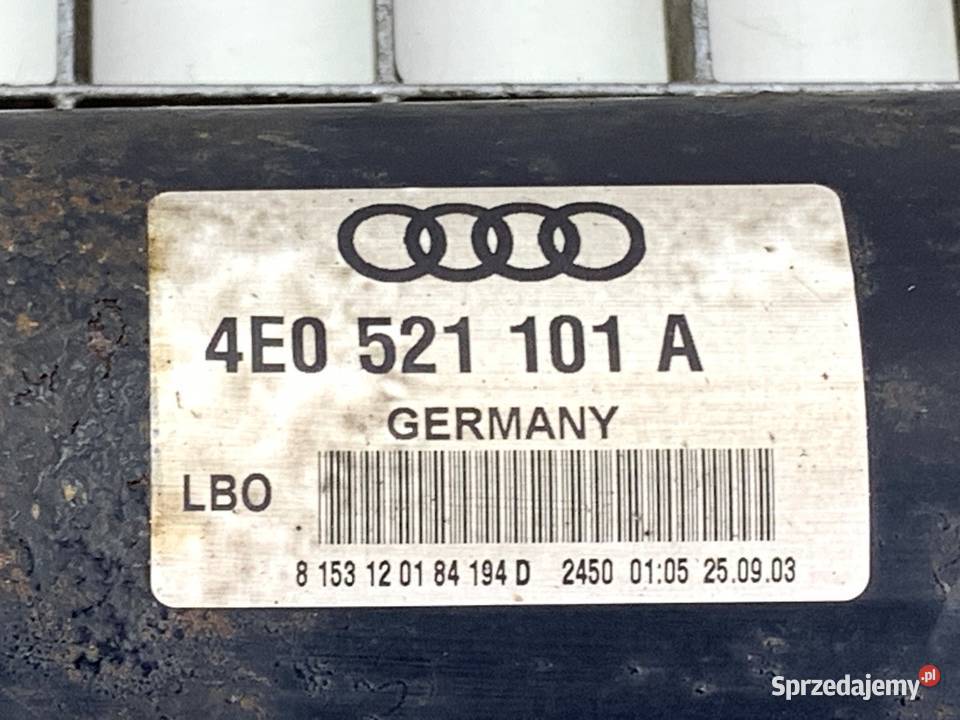 4E0 521 101 A
GERMANY
LBO
8 153 12 01 84 194 D 2450 01:05 25.09.03
Sprzedajemy.pl